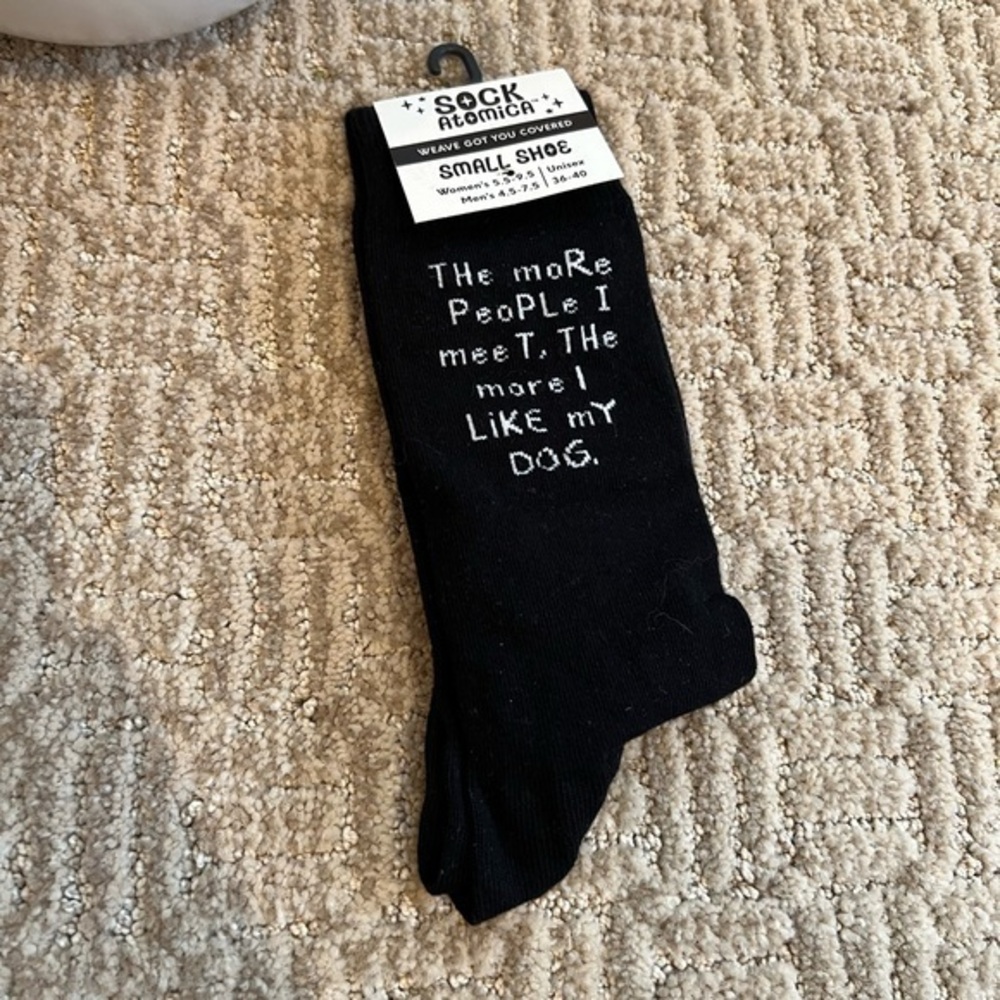 SOCK
AtomiCA™
WEAVE GOT YOU COVERED
SMALL SHOE
Women's 5.5-9.5 | Unisex
Men's 4.5-7.5 | 36-40
THe moRe
PeoPLe I
meeT, THe
more I
LiKE mY
DOG.